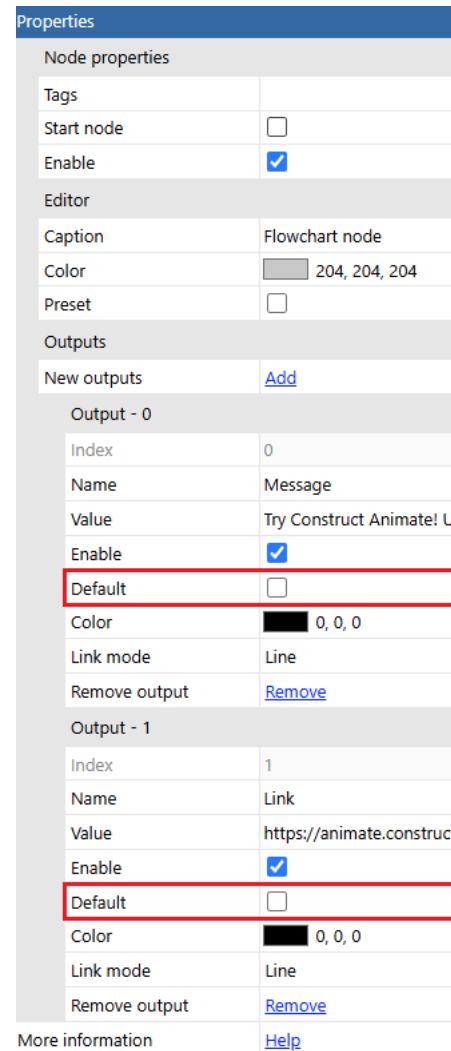 Properties
Node properties
Tags
Start node
Enable
Editor
Caption Flowchart node
Color 204, 204, 204
Preset
Outputs
New outputs Add
Output - 0
Index 0
Name Message
Value Try Construct Animate! U
Enable
Default
Color 0, 0, 0
Link mode Line
Remove output Remove
Output - 1
Index 1
Name Link
Value https://animate.construc
Enable
Default
Color 0, 0, 0
Link mode Line
Remove output Remove
More information Help